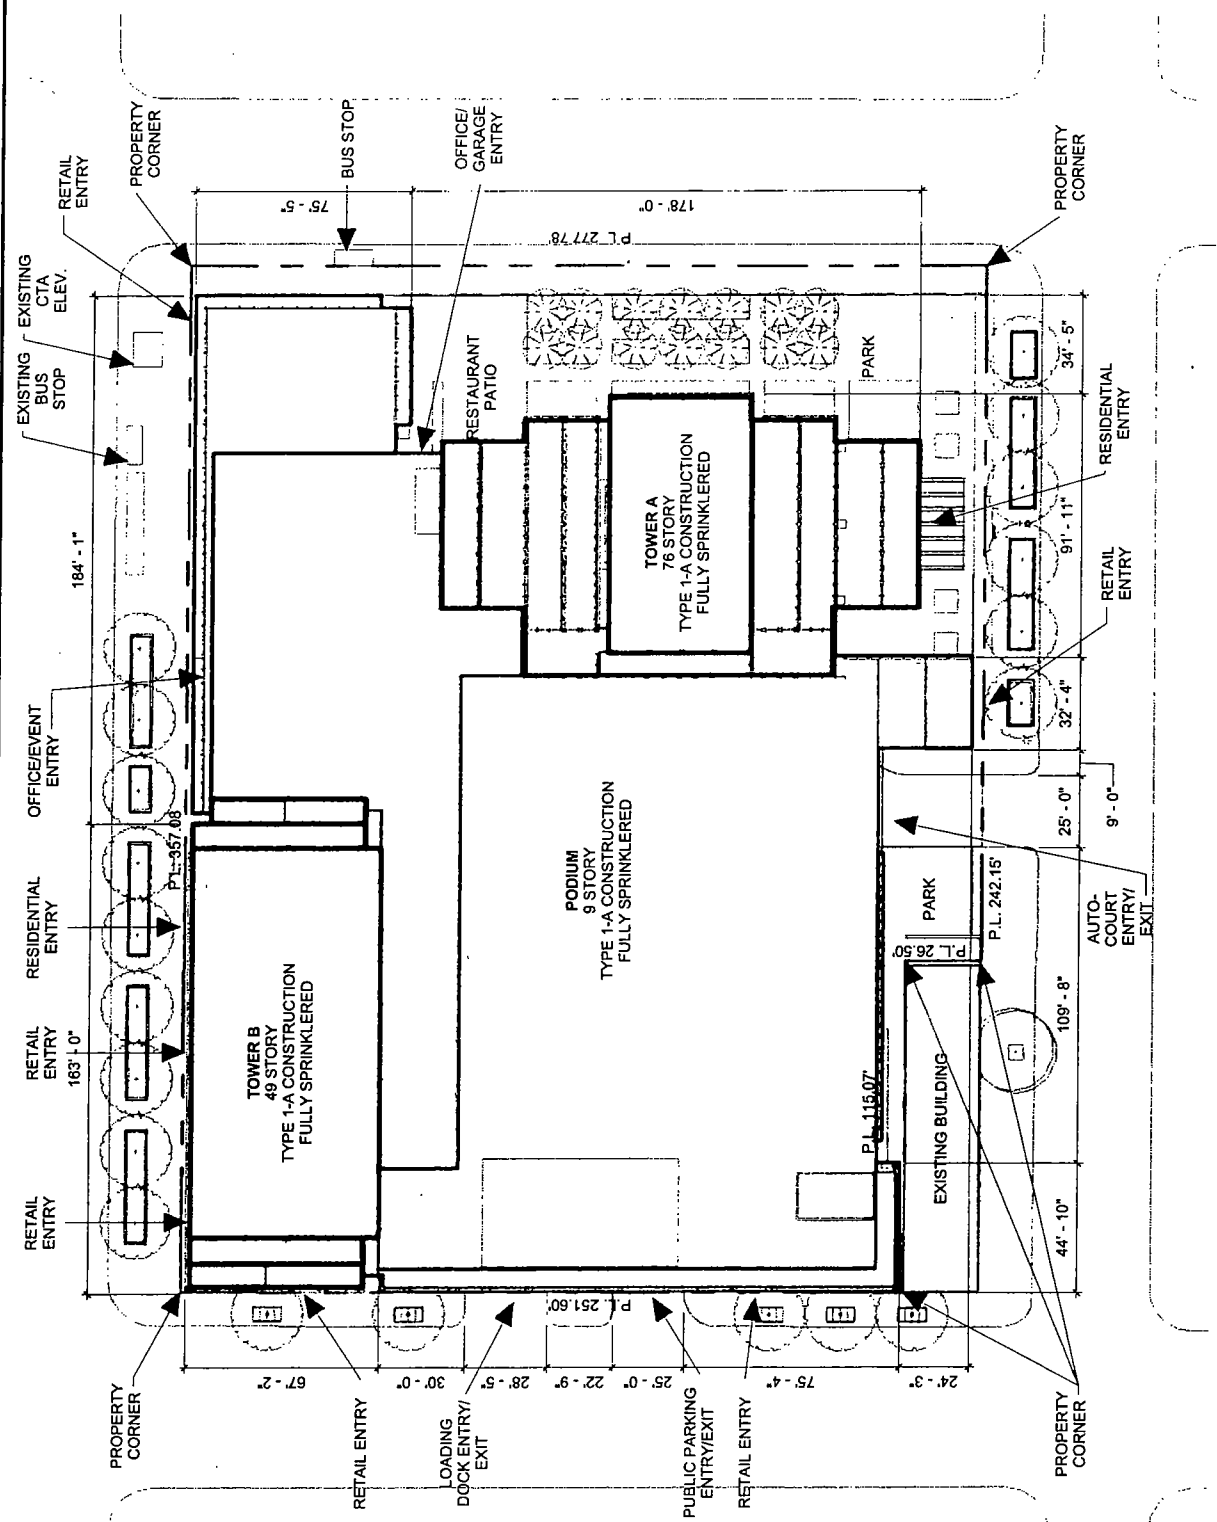 RETAIL
ENTRY
PROPERTY
CORNER
BUS STOP
OFFICE/
GARAGE
ENTRY
PROPERTY
CORNER
EXISTING
CTA
ELEV.
EXISTING
BUS
STOP
75' - 5"
178' - 0"
P.L. 277.78'
184' - 1"
RESTAURANT
PATIO
PARK
34' - 5"
RESIDENTIAL
ENTRY
91' - 11"
TOWER A
76 STORY
TYPE 1-A CONSTRUCTION
FULLY SPRINKLERED
RETAIL
ENTRY
32' - 4"
OFFICE/EVENT
ENTRY
P.L. 357.08'
25' - 0"
9' - 0"
PODIUM
9 STORY
TYPE 1-A CONSTRUCTION
FULLY SPRINKLERED
RESIDENTIAL
ENTRY
PARK
P.L. 242.15'
P.L. 26.50'
AUTO-
COURT
ENTRY/
EXIT
RETAIL
ENTRY
163' - 0"
TOWER B
49 STORY
TYPE 1-A CONSTRUCTION
FULLY SPRINKLERED
109' - 8"
P.L. 115.07'
EXISTING BUILDING
RETAIL
ENTRY
44' - 10"
P.L. 251.60'
67' - 2"
30' - 0"
28' - 5"
22' - 9"
25' - 0"
75' - 4"
24' - 3"
PROPERTY
CORNER
RETAIL ENTRY
LOADING
DOCK ENTRY/
EXIT
PUBLIC PARKING
ENTRY/EXIT
RETAIL ENTRY
PROPERTY
CORNER